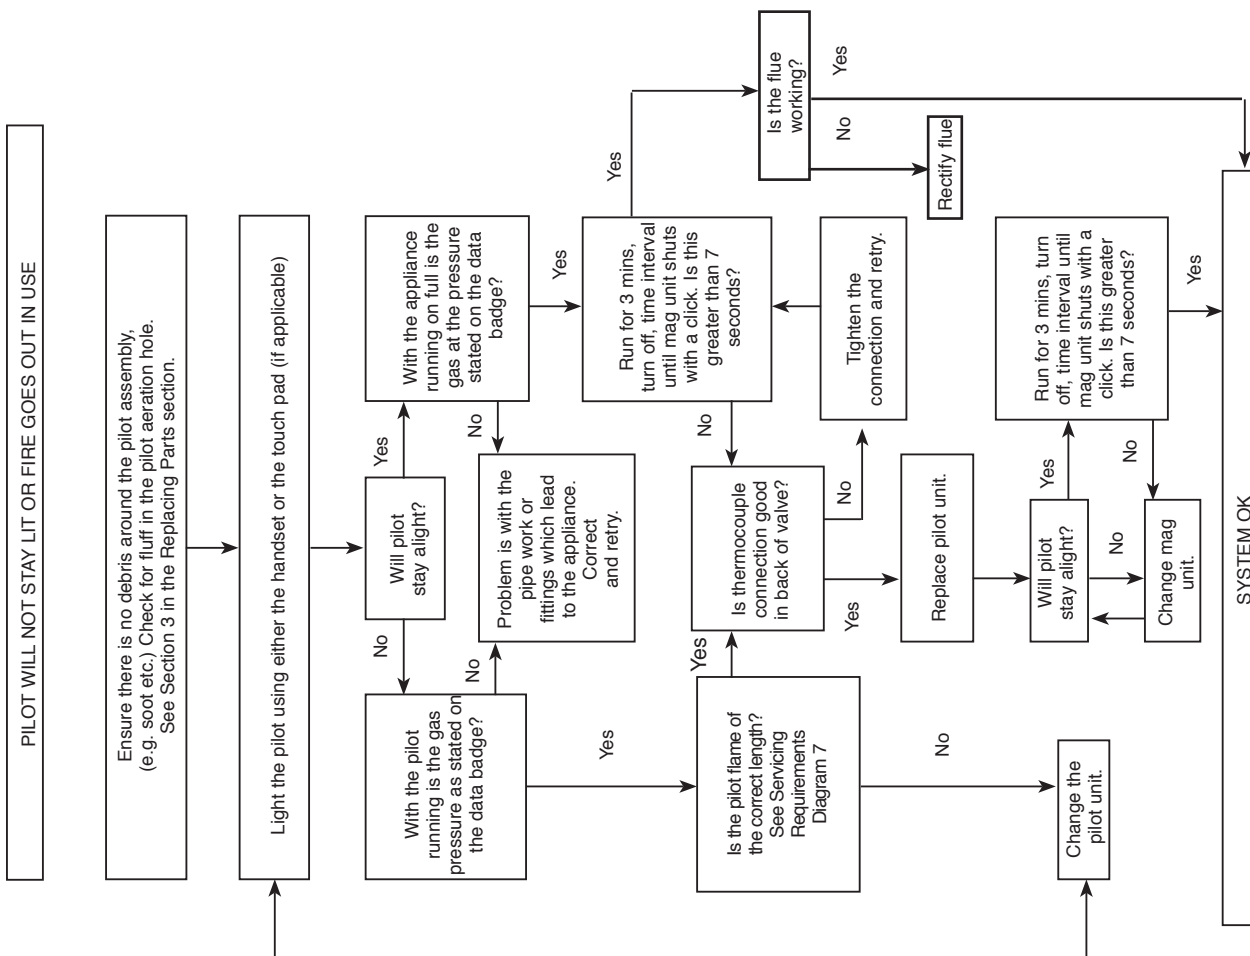 PILOT WILL NOT STAY LIT OR FIRE GOES OUT IN USE
Ensure there is no debris around the pilot assembly,
(e.g. soot etc.) Check for fluff in the pilot aeration hole.
See Section 3 in the Replacing Parts section.
Light the pilot using either the handset or the touch pad (if applicable)
Will pilot
stay alight?
No
Yes
With the pilot
running is the gas
pressure as stated on
the data badge?
No
Yes
With the appliance
running on full is the
gas at the pressure
stated on the data
badge?
No
Yes
Problem is with the
pipe work or
fittings which lead
to the appliance.
Correct
and retry.
Run for 3 mins,
turn off, time interval
until mag unit shuts
with a click. Is this
greater than 7
seconds?
No
Yes
Is the pilot flame of
the correct length?
See Servicing
Requirements
Diagram 7
Yes
No
Is thermocouple
connection good
in back of valve?
Yes
No
Tighten the
connection and retry.
Is the flue
working?
No
Yes
Rectify flue
Replace pilot unit.
Will pilot
stay alight?
Yes
No
Change the
pilot unit.
Change mag
unit.
Run for 3 mins, turn
off, time interval until
mag unit shuts with a
click. Is this greater
than 7 seconds?
No
Yes
SYSTEM OK